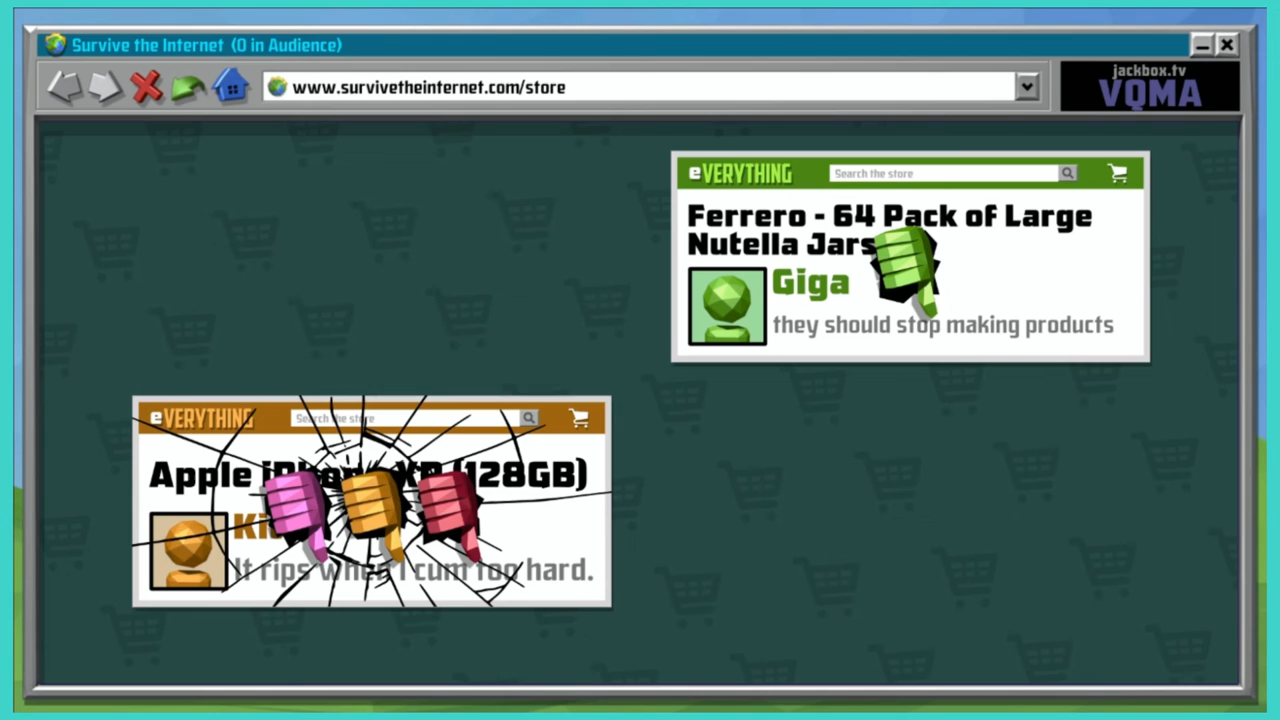 Survive the Internet (0 in Audience)
www.survivetheinternet.com/store
jackbox.tv
VQMA
eVERYTHING
Search the store
Ferrero - 64 Pack of Large
Nutella Jars
Giga
they should stop making products
eVERYTHING
Search the store
Apple iPhone XR (128GB)
It rips when I cum too hard.